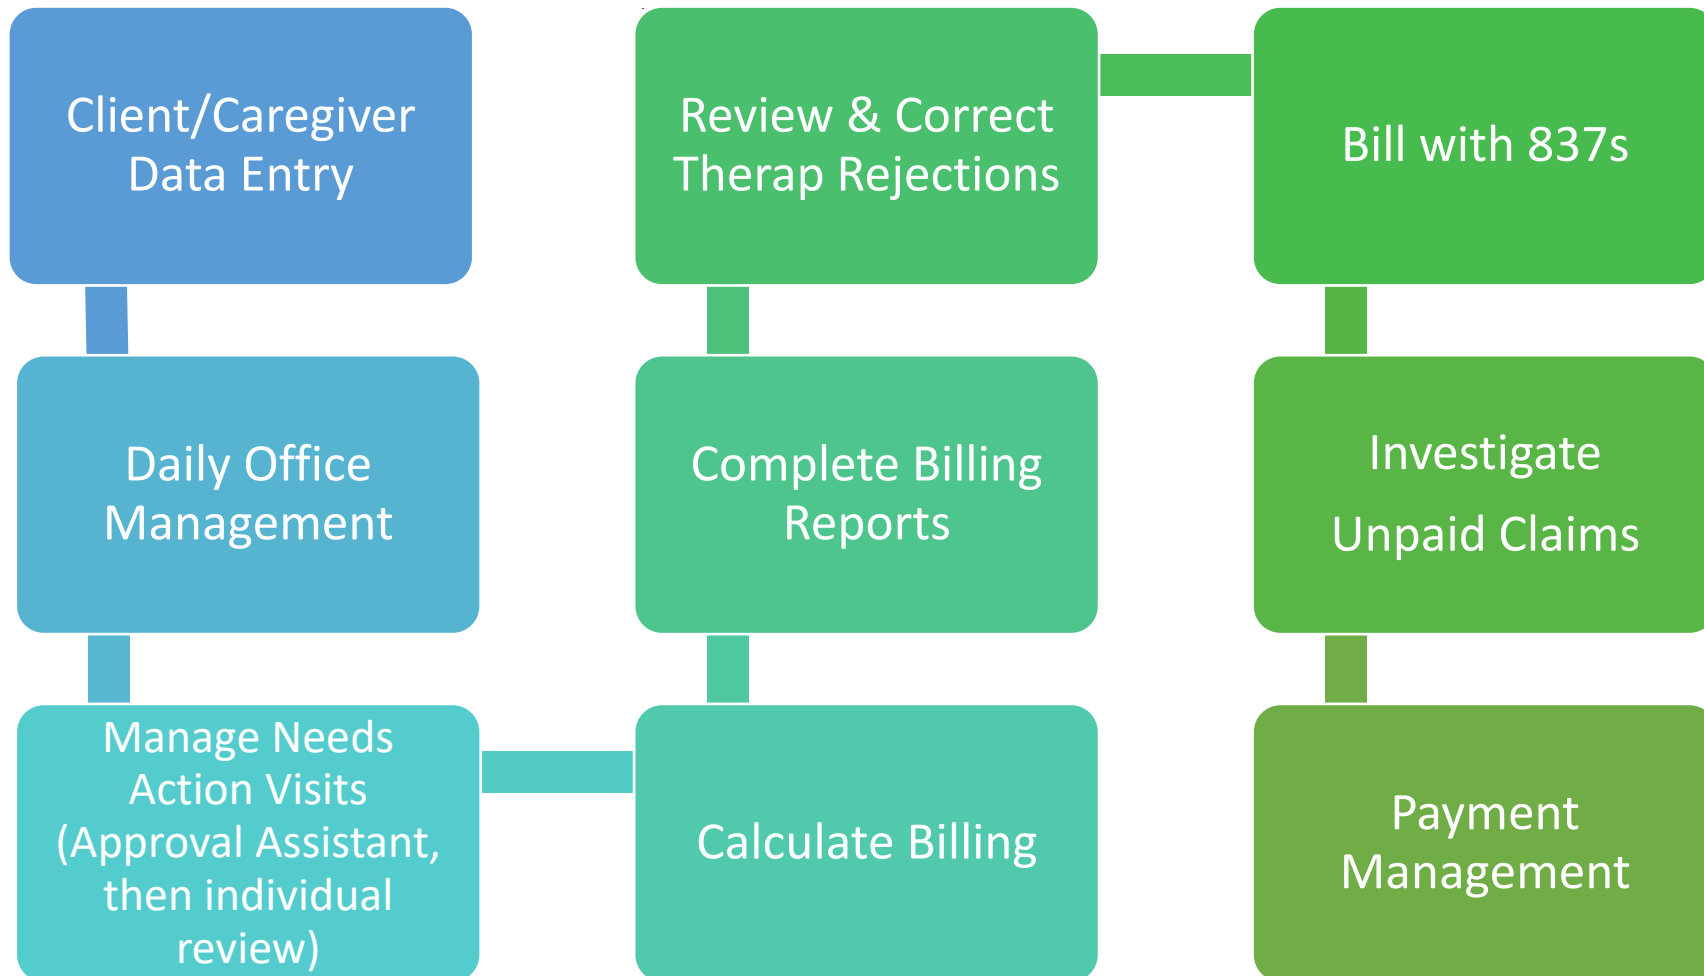 Client/Caregiver
Data Entry
Daily Office
Management
Manage Needs
Action Visits
(Approval Assistant,
then individual
review)
Calculate Billing
Complete Billing
Reports
Review & Correct
Therap Rejections
Bill with 837s
Investigate
Unpaid Claims
Payment
Management